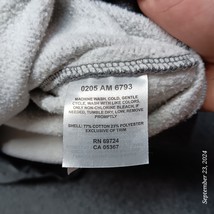 0205 AM 6793
MACHINE WASH, COLD, GENTLE
CYCLE, WASH WITH LIKE COLORS,
ONLY NON-CHLORINE BLEACH IF
NEEDED, TUMBLE DRY, LOW, REMOVE
PROMPTLY
SHELL: 77% COTTON 23% POLYESTER
EXCLUSIVE OF TRIM
RN 69734
CA 05367
September 23, 2024